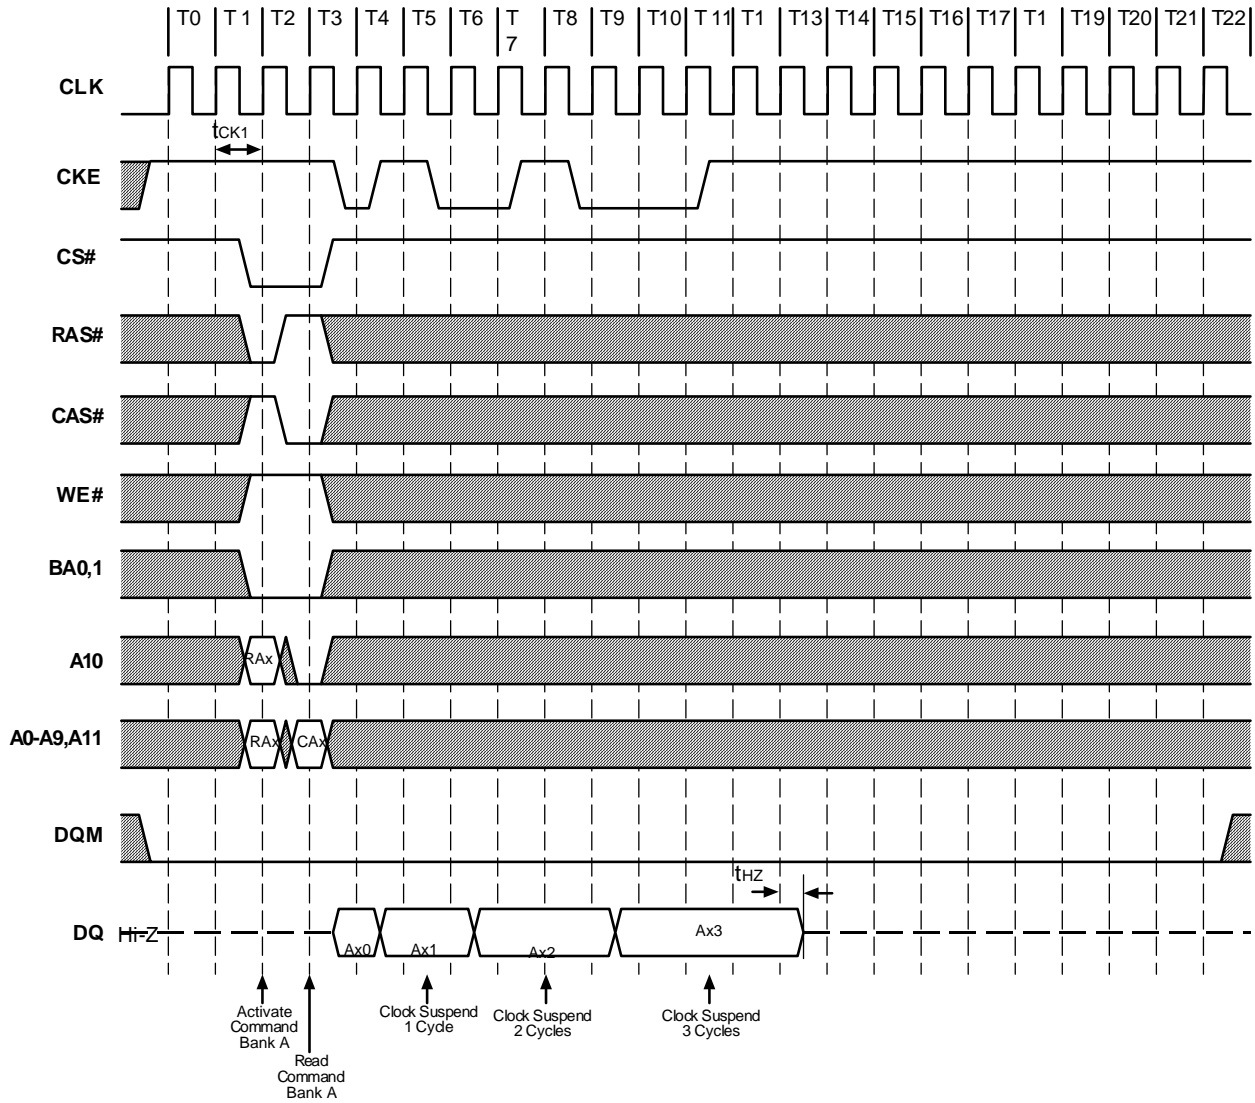 T0 T 1 T2 T3 T4 T5 T6 T T8 T9 T10 T 11 T1 T13 T14 T15 T16 T17 T1 T19 T20 T21 T22
7
CLK
tCK1
CKE
CS#
RAS#
CAS#
WE#
BA0,1
RAx
A10
A0-A9,A11
RAx CAx
DQM
tHZ
DQ Hi-Z
Ax0 Ax1 Ax2 Ax3
Activate
Command
Bank A
Read
Command
Bank A
Clock Suspend
1 Cycle
Clock Suspend
2 Cycles
Clock Suspend
3 Cycles